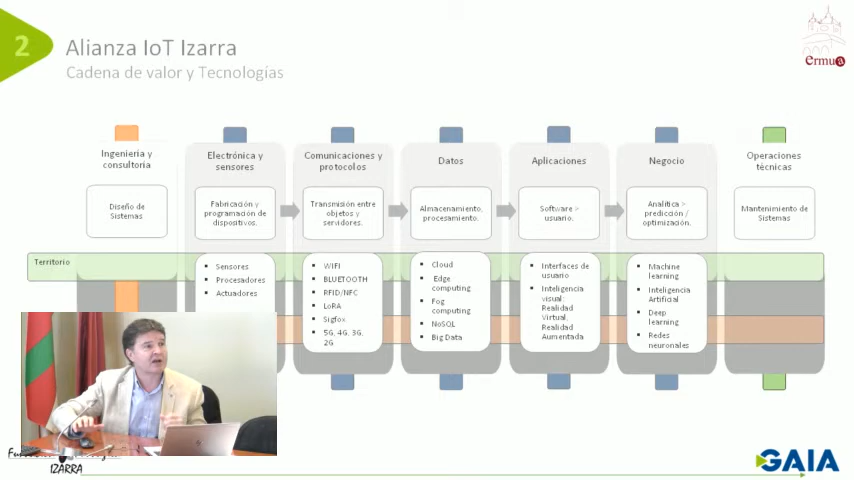 2
Alianza IoT Izarra
Cadena de valor y Tecnologías
ermua
Ingeniería y
consultoría
Diseño de
Sistemas
Electrónica y
sensores
Fabricación y
programación de
dispositivos.
Comunicaciones y
protocolos
Transmisión entre
objetos y
servidores.
Datos
Almacenamiento,
procesamiento.
Aplicaciones
Software >
usuario.
Negocio
Analítica >
predicción /
optimización.
Operaciones
técnicas
Mantenimiento de
Sistemas
Territorio
Sensores
Procesadores
Actuadores
WIFI
BLUETOOTH
RFID/NFC
LoRA
Sigfox
5G, 4G, 3G,
2G
Cloud
Edge
computing
Fog
computing
NoSQL
Big Data
Interfaces de
usuario
Inteligencia
visual:
Realidad
Virtual,
Realidad
Aumentada
Machine
learning
Inteligencia
Artificial
Deep
learning
Redes
neuronales
IZARRA
GAIA